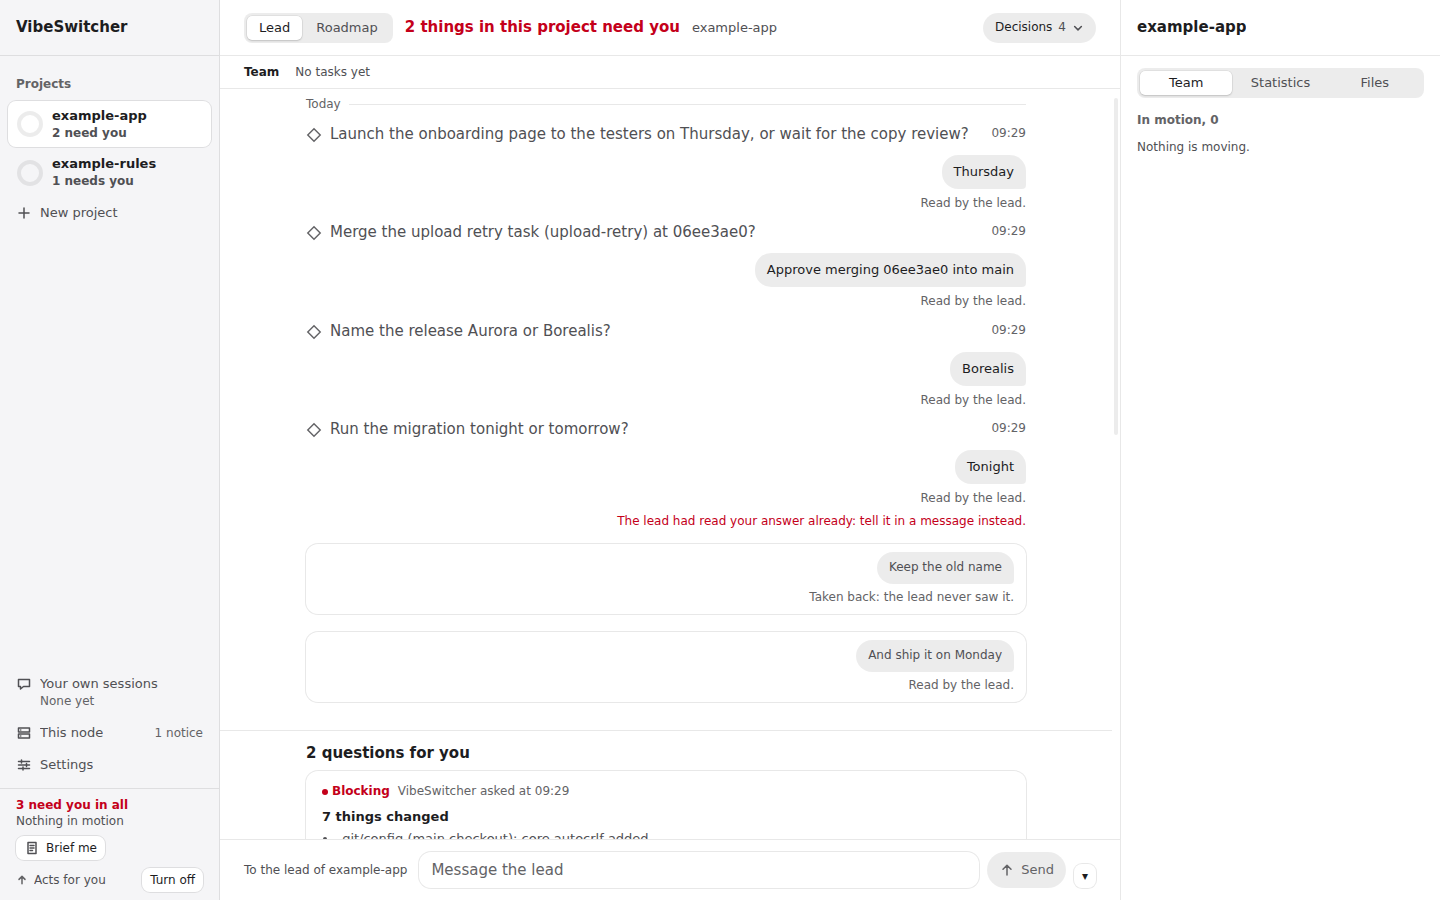 VibeSwitcher
Projects
example-app
2 need you
example-rules
1 needs you
New project
Your own sessions
None yet
This node
1 notice
Settings
3 need you in all
Nothing in motion
Brief me
Acts for you
Turn off
Lead
Roadmap
2 things in this project need you
example-app
Decisions 4
Team
No tasks yet
Today
Launch the onboarding page to the testers on Thursday, or wait for the copy review?
09:29
Thursday
Read by the lead.
Merge the upload retry task (upload-retry) at 06ee3ae0?
09:29
Approve merging 06ee3ae0 into main
Read by the lead.
Name the release Aurora or Borealis?
09:29
Borealis
Read by the lead.
Run the migration tonight or tomorrow?
09:29
Tonight
Read by the lead.
The lead had read your answer already: tell it in a message instead.
Keep the old name
Taken back: the lead never saw it.
And ship it on Monday
Read by the lead.
2 questions for you
Blocking VibeSwitcher asked at 09:29
7 things changed
.git/config (main checkout): core.autocrlf added
To the lead of example-app
Message the lead
Send
example-app
Team
Statistics
Files
In motion, 0
Nothing is moving.